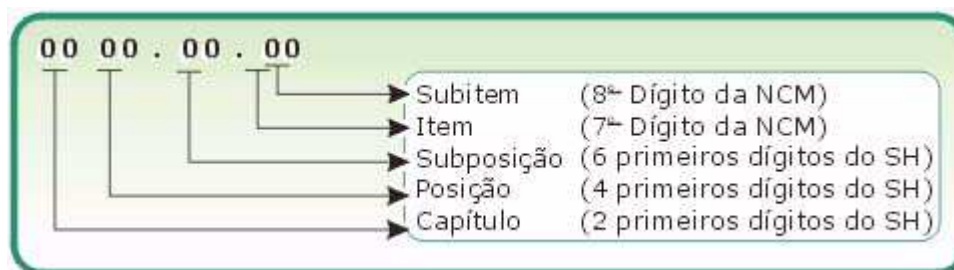 00 00 . 00 . 00
Subitem (8º Dígito da NCM)
Item (7º Dígito da NCM)
Subposição (6 primeiros dígitos do SH)
Posição (4 primeiros dígitos do SH)
Capítulo (2 primeiros dígitos do SH)